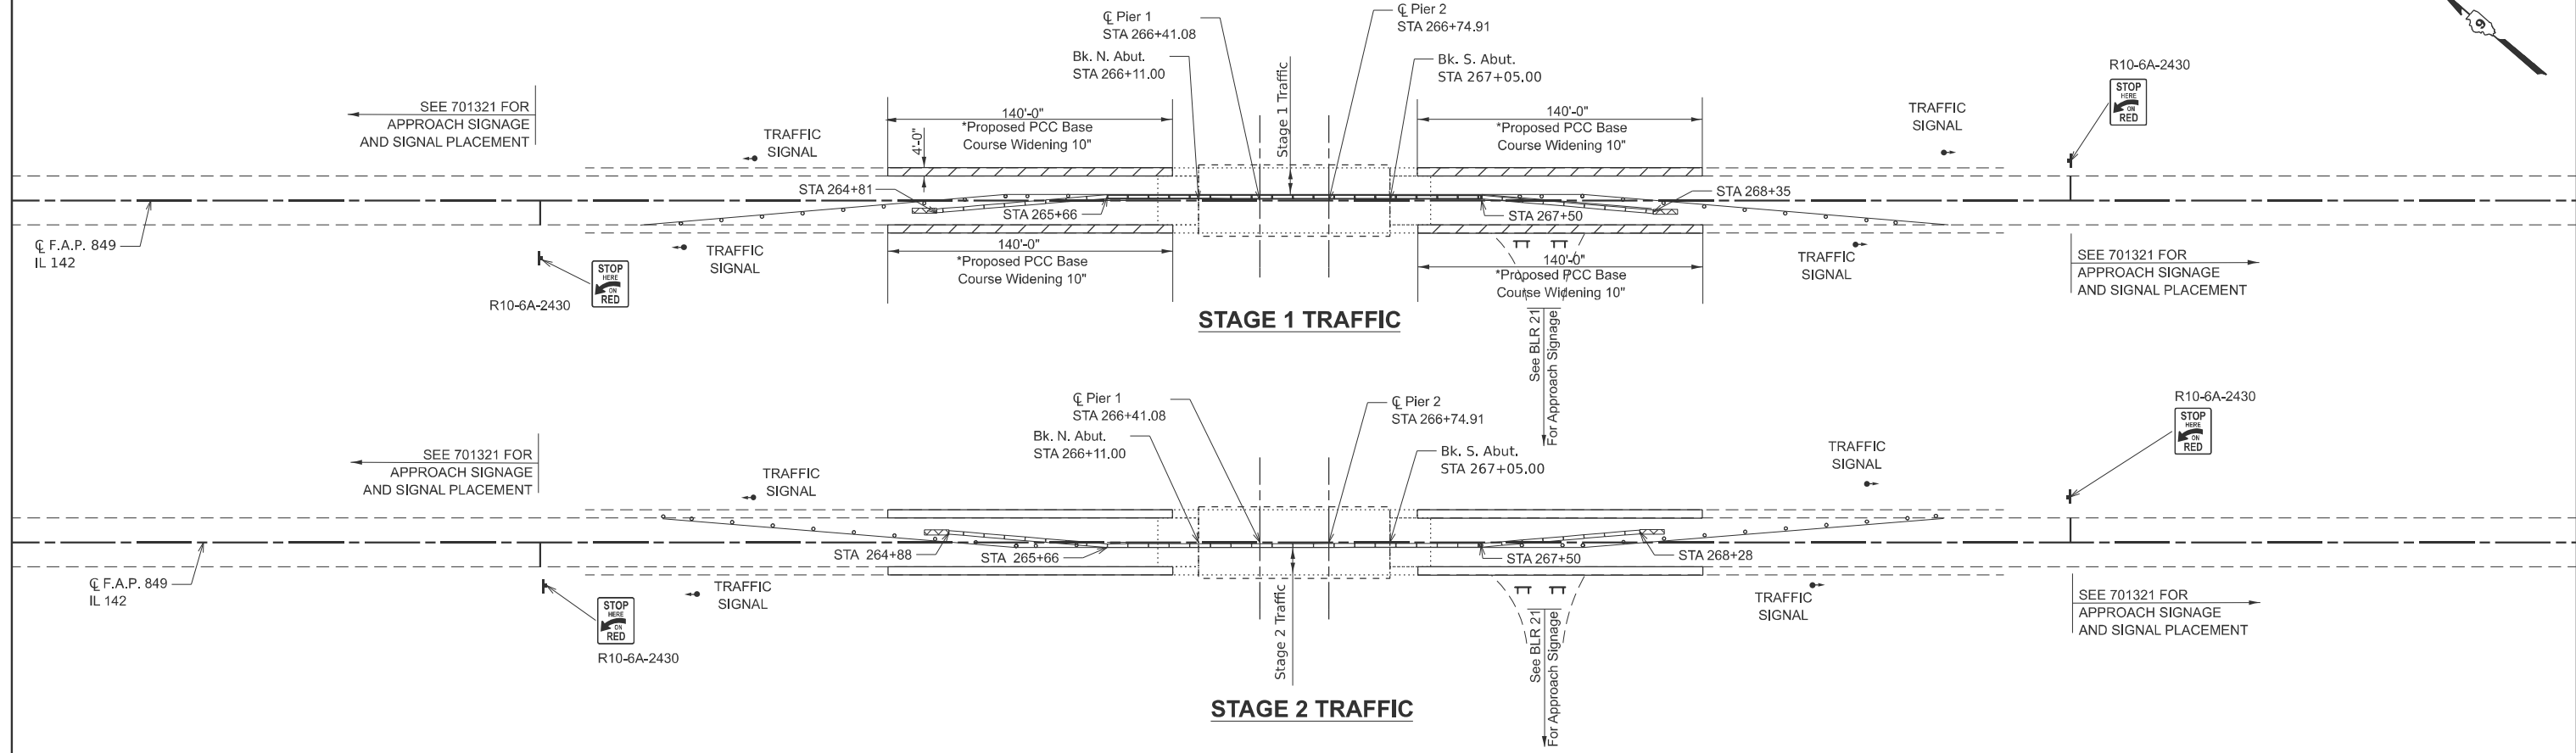 ℄ Pier 1
STA 266+41.08
℄ Pier 2
STA 266+74.91
Bk. N. Abut.
STA 266+11.00
Bk. S. Abut.
STA 267+05.00
R10-6A-2430
STOP
HERE
ON
RED
SEE 701321 FOR
APPROACH SIGNAGE
AND SIGNAL PLACEMENT
TRAFFIC
SIGNAL
140'-0"
*Proposed PCC Base
Course Widening 10"
4'-0"
Stage 1 Traffic
140'-0"
*Proposed PCC Base
Course Widening 10"
TRAFFIC
SIGNAL
STA 264+81
STA 265+66
STA 267+50
STA 268+35
℄ F.A.P. 849
IL 142
STOP
HERE
ON
RED
R10-6A-2430
TRAFFIC
SIGNAL
140'-0"
*Proposed PCC Base
Course Widening 10"
140'-0"
*Proposed PCC Base
Course Widening 10"
TRAFFIC
SIGNAL
SEE 701321 FOR
APPROACH SIGNAGE
AND SIGNAL PLACEMENT
STAGE 1 TRAFFIC
See BLR 21
For Approach Signage
℄ Pier 1
STA 266+41.08
℄ Pier 2
STA 266+74.91
Bk. N. Abut.
STA 266+11.00
Bk. S. Abut.
STA 267+05.00
R10-6A-2430
STOP
HERE
ON
RED
SEE 701321 FOR
APPROACH SIGNAGE
AND SIGNAL PLACEMENT
TRAFFIC
SIGNAL
TRAFFIC
SIGNAL
STA 264+88
STA 265+66
STA 267+50
STA 268+28
℄ F.A.P. 849
IL 142
STOP
HERE
ON
RED
R10-6A-2430
TRAFFIC
SIGNAL
Stage 2 Traffic
See BLR 21
For Approach Signage
TRAFFIC
SIGNAL
SEE 701321 FOR
APPROACH SIGNAGE
AND SIGNAL PLACEMENT
STAGE 2 TRAFFIC